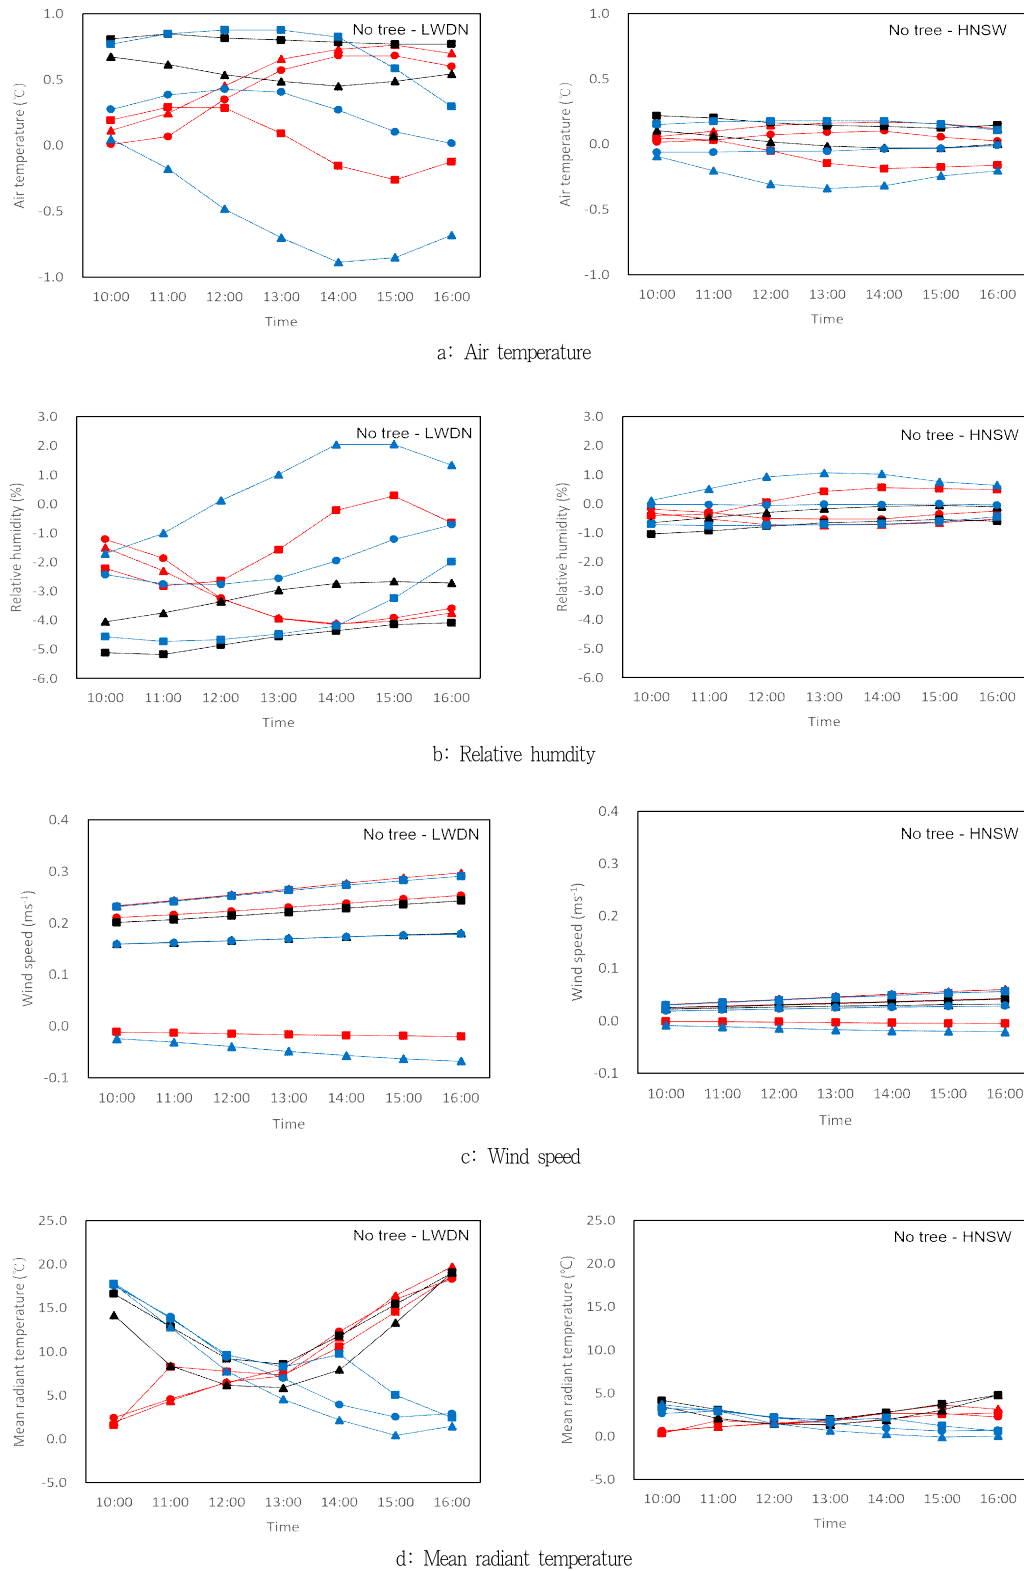 No tree - LWDN
Air temperature (℃)
1.0
0.5
0.0
-0.5
-1.0
10:00 11:00 12:00 13:00 14:00 15:00 16:00
Time
No tree - HNSW
Air temperature (℃)
1.0
0.5
0.0
-0.5
-1.0
10:00 11:00 12:00 13:00 14:00 15:00 16:00
Time
a: Air temperature
No tree - LWDN
Relative humidity (%)
3.0
2.0
1.0
0.0
-1.0
-2.0
-3.0
-4.0
-5.0
-6.0
10:00 11:00 12:00 13:00 14:00 15:00 16:00
Time
No tree - HNSW
Relative humidity (%)
3.0
2.0
1.0
0.0
-1.0
-2.0
-3.0
-4.0
-5.0
-6.0
10:00 11:00 12:00 13:00 14:00 15:00 16:00
Time
b: Relative humdity
No tree - LWDN
Wind speed (ms⁻¹)
0.4
0.3
0.2
0.1
0.0
-0.1
10:00 11:00 12:00 13:00 14:00 15:00 16:00
Time
No tree - HNSW
Wind speed (ms⁻¹)
0.4
0.3
0.2
0.1
0.0
-0.1
10:00 11:00 12:00 13:00 14:00 15:00 16:00
Time
c: Wind speed
No tree - LWDN
Mean radiant temperature (℃)
25.0
20.0
15.0
10.0
5.0
0.0
-5.0
10:00 11:00 12:00 13:00 14:00 15:00 16:00
Time
No tree - HNSW
Mean radiant temperature (℃)
25.0
20.0
15.0
10.0
5.0
0.0
-5.0
10:00 11:00 12:00 13:00 14:00 15:00 16:00
Time
d: Mean radiant temperature